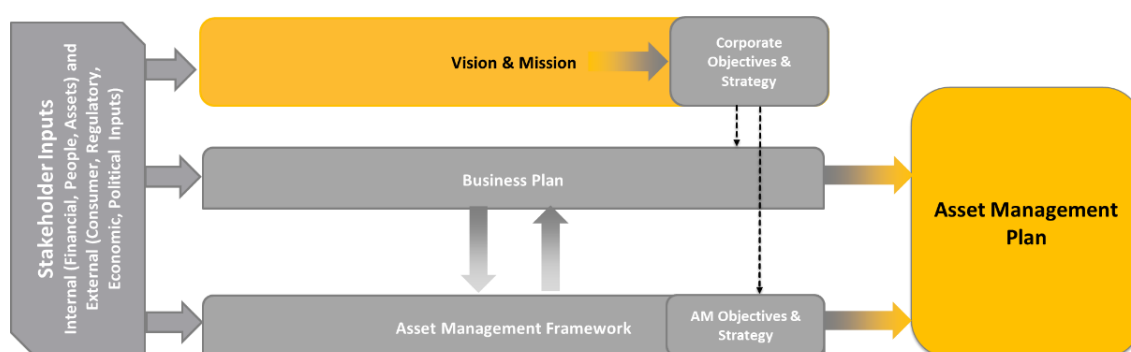 Stakeholder Inputs
Internal (Financial, People, Assets) and
External (Consumer, Regulatory,
Economic, Political Inputs)
Vision & Mission
Corporate
Objectives &
Strategy
Business Plan
Asset Management Framework
AM Objectives &
Strategy
Asset Management
Plan